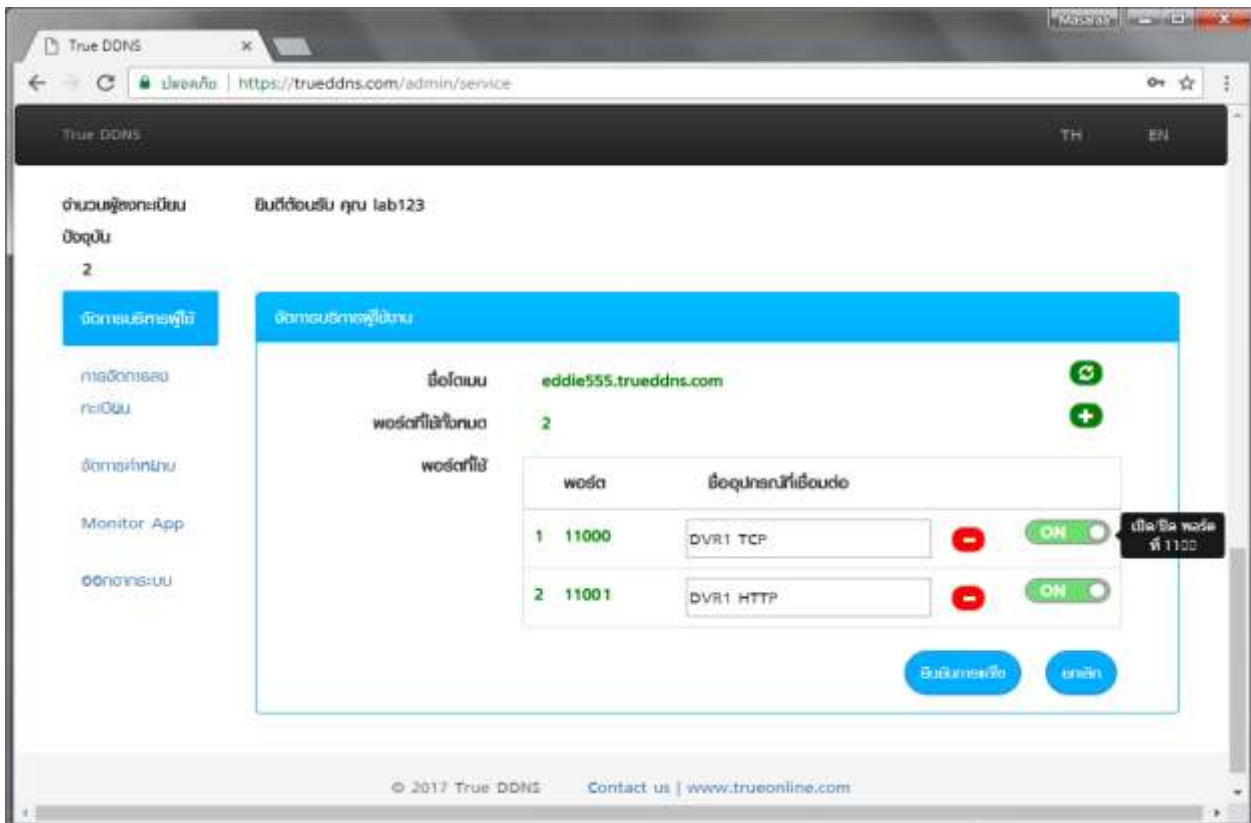 Masaraa
True DDNS
ปลอดภัย | https://trueddns.com/admin/service
True DDNS TH EN
จำนวนผู้ลงทะเบียน
ปัจจุบัน
2
ยินดีต้อนรับ คุณ lab123
จัดการบริการผู้ใช้
การจัดการลง
ทะเบียน
จัดการรหัสผ่าน
Monitor App
ออกจากระบบ
จัดการบริการผู้ใช้งาน
ชื่อโดเมน eddie555.trueddns.com
พอร์ตที่ใช้ทั้งหมด 2
พอร์ตที่ใช้
พอร์ต ชื่ออุปกรณ์ที่เชื่อมต่อ
1 11000 DVR1 TCP ON
เปิด/ปิด พอร์ต
ที่
2 11001 DVR1 HTTP ON
ยืนยันการแก้ไข ยกเลิก
© 2017 True DDNS Contact us | www.trueonline.com